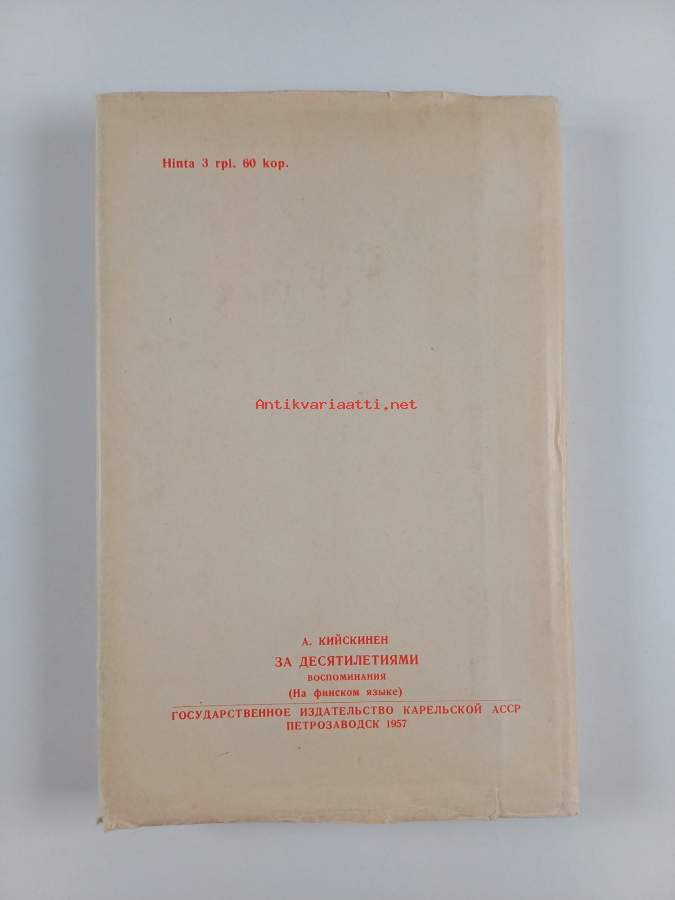 Hinta 3 rpl. 60 kop.
Antikvariaatti.net
А. КИЙСКИНЕН
ЗА ДЕСЯТИЛЕТИЯМИ
ВОСПОМИНАНИЯ
(На финском языке)
ГОСУДАРСТВЕННОЕ ИЗДАТЕЛЬСТВО КАРЕЛЬСКОЙ АССР
ПЕТРОЗАВОДСК 1957